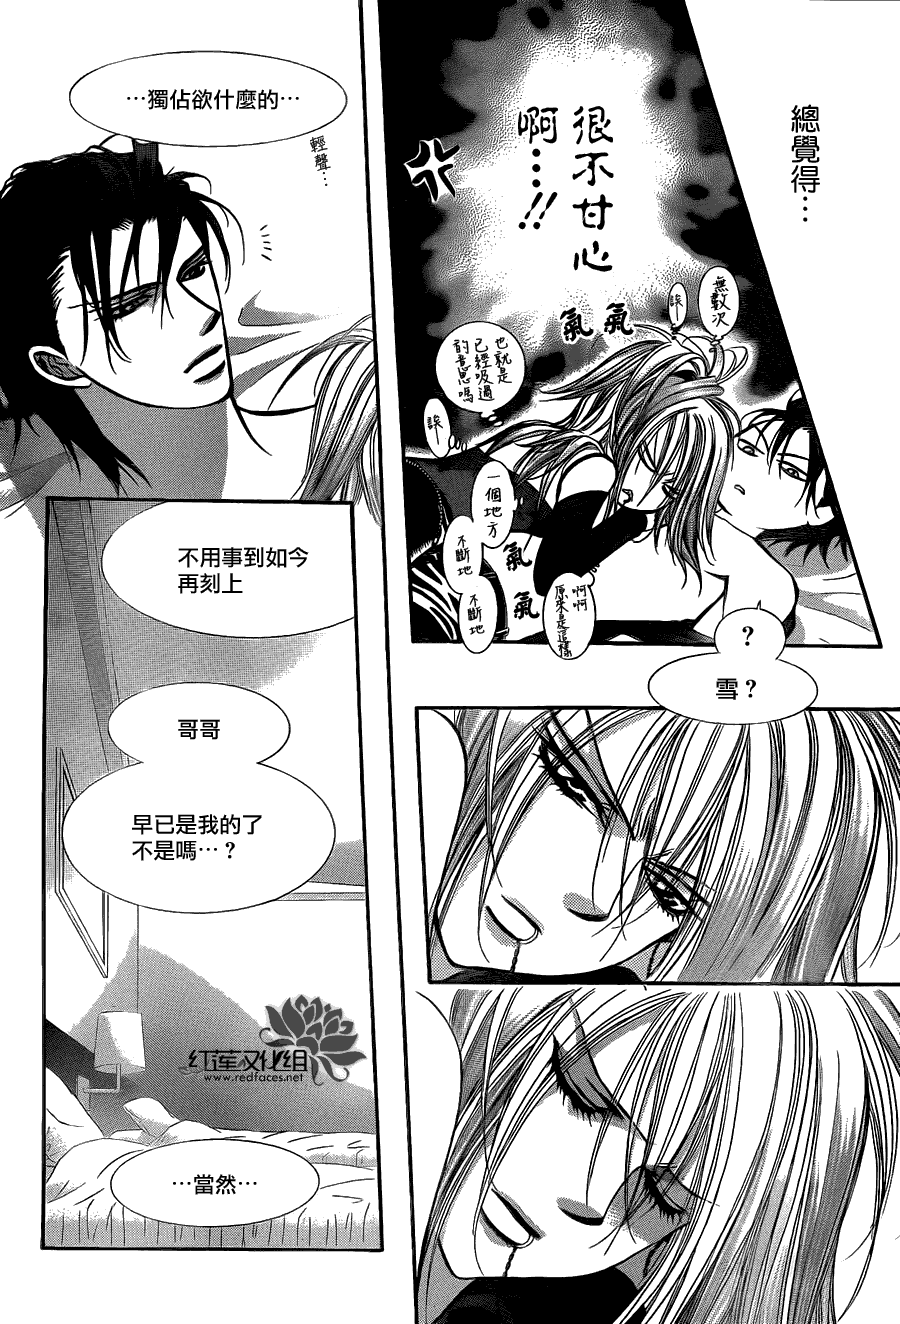 總覺得…
很不甘心
啊…!!
無數次
誒—
氣
氣
也就是
已經吸過
的意思嗎
誒—
一個地方
不斷地
不斷地
氣
氣
啊啊
原來是這樣
?
雪?
…獨佔欲什麼的…
輕聲…
不用事到如今
再刻上
哥哥
早已是我的了
不是嗎…?
…當然…
红莲文化组
www.redfaces.net